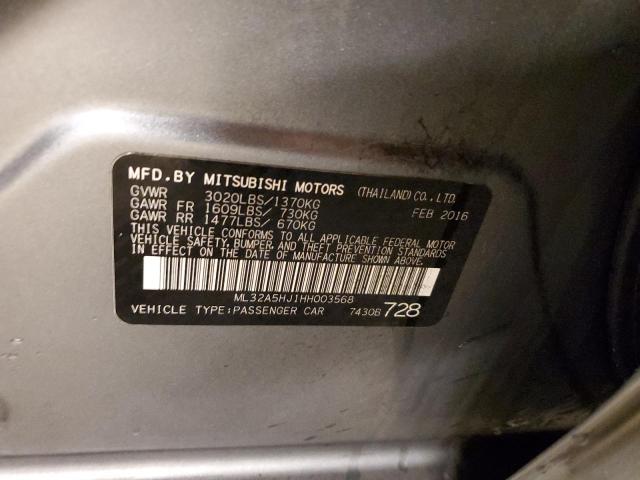 MFD.BY MITSUBISHI MOTORS (THAILAND)CO.,LTD.
GVWR 3020LBS/1370KG FEB 2016
GAWR FR 1609LBS/ 730KG
GAWR RR 1477LBS/ 670KG
THIS VEHICLE CONFORMS TO ALL APPLICABLE FEDERAL MOTOR
VEHICLE SAFETY, BUMPER, AND THEFT PREVENTION STANDARDS
IN EFFECT ON THE DATE OF MANUFACTURE SHOWN ABOVE.
ML32A5HJ1HH003568
VEHICLE TYPE:PASSENGER CAR 7430B 728